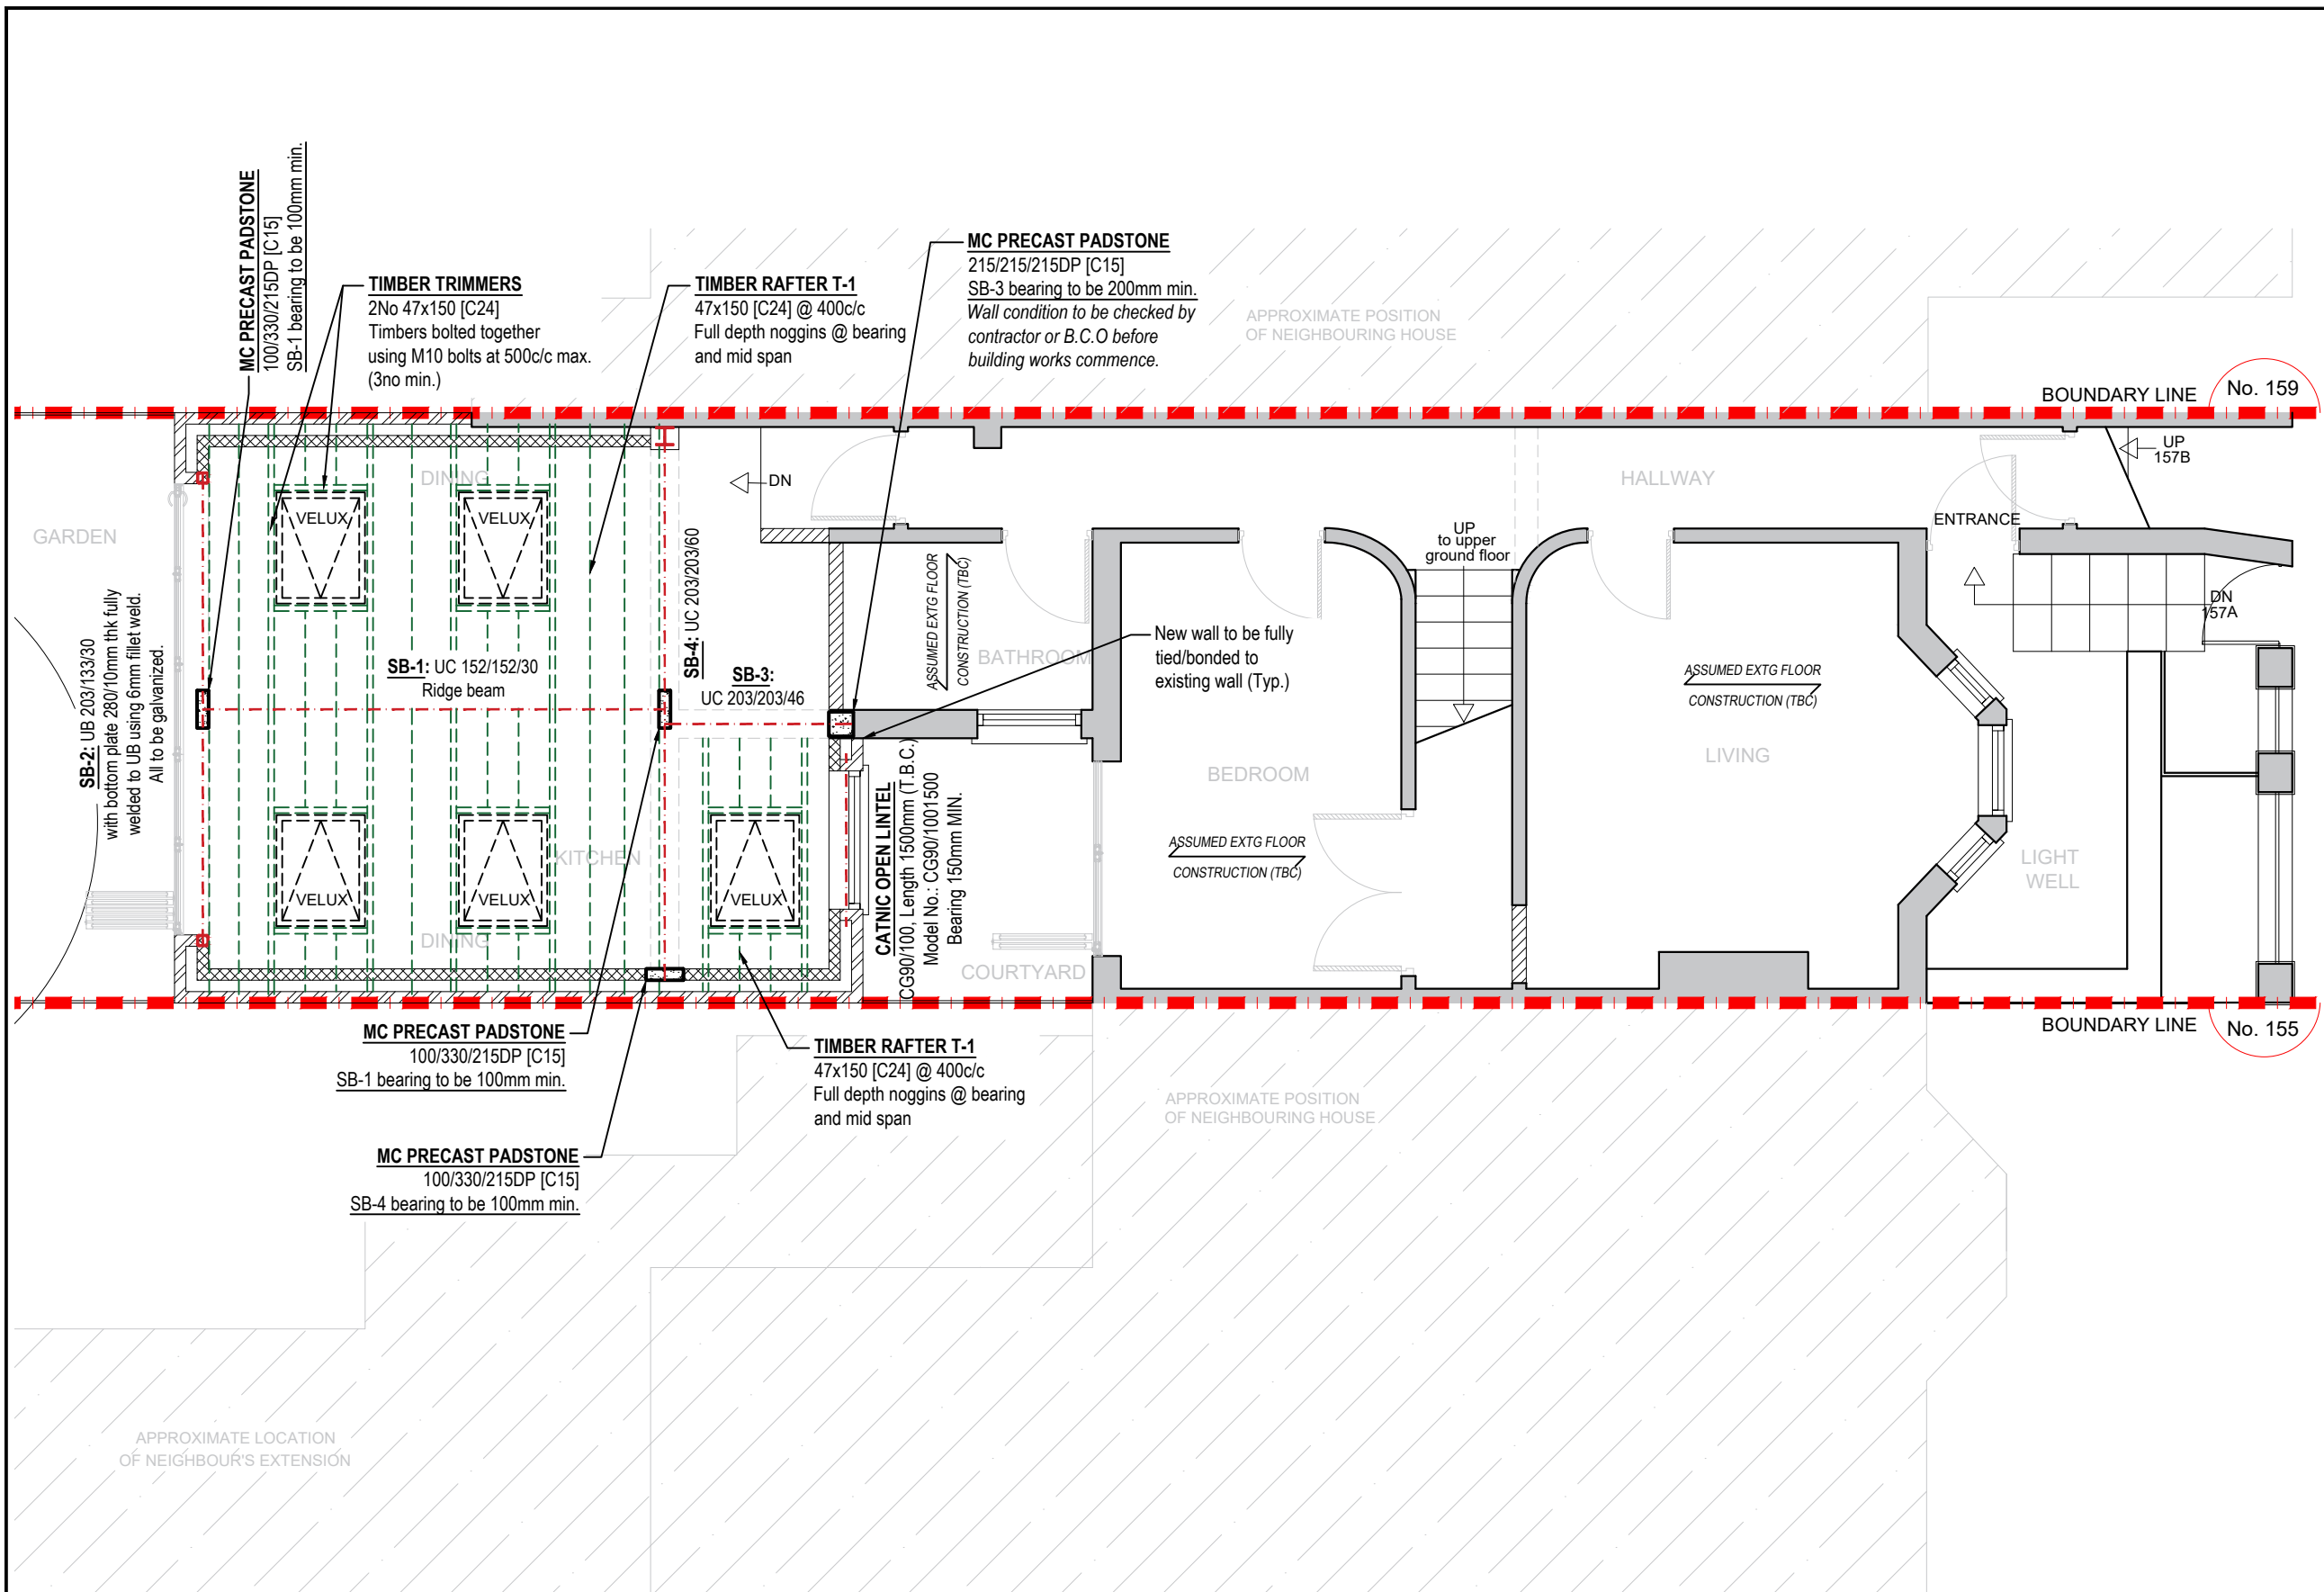 MC PRECAST PADSTONE
100/330/215DP [C15]
SB-1 bearing to be 100mm min.
TIMBER TRIMMERS
2No 47x150 [C24]
Timbers bolted together
using M10 bolts at 500c/c max.
(3no min.)
TIMBER RAFTER T-1
47x150 [C24] @ 400c/c
Full depth noggins @ bearing
and mid span
MC PRECAST PADSTONE
215/215/215DP [C15]
SB-3 bearing to be 200mm min.
Wall condition to be checked by
contractor or B.C.O before
building works commence.
APPROXIMATE POSITION
OF NEIGHBOURING HOUSE
BOUNDARY LINE
No. 159
UP
157B
DINING
DN
HALLWAY
GARDEN
VELUX
VELUX
ENTRANCE
UP
to upper
ground floor
ASSUMED EXTG FLOOR
CONSTRUCTION (TBC)
DN
157A
SB-4: UC 203/203/60
New wall to be fully
tied/bonded to
existing wall (Typ.)
BATHROOM
SB-1: UC 152/152/30
Ridge beam
SB-3:
UC 203/203/46
ASSUMED EXTG FLOOR
CONSTRUCTION (TBC)
SB-2: UB 203/133/30
with bottom plate 280/10mm thk fully
welded to UB using 6mm fillet weld.
All to be galvanized.
BEDROOM
LIVING
CATNIC OPEN LINTEL
CG90/100, Length 1500mm (T.B.C.)
Model No.: CG90/1001500
Bearing 150mm MIN.
KITCHEN
ASSUMED EXTG FLOOR
CONSTRUCTION (TBC)
LIGHT
WELL
VELUX
VELUX
VELUX
DINING
COURTYARD
BOUNDARY LINE
No. 155
MC PRECAST PADSTONE
100/330/215DP [C15]
SB-1 bearing to be 100mm min.
TIMBER RAFTER T-1
47x150 [C24] @ 400c/c
Full depth noggins @ bearing
and mid span
APPROXIMATE POSITION
OF NEIGHBOURING HOUSE
MC PRECAST PADSTONE
100/330/215DP [C15]
SB-4 bearing to be 100mm min.
APPROXIMATE LOCATION
OF NEIGHBOUR'S EXTENSION